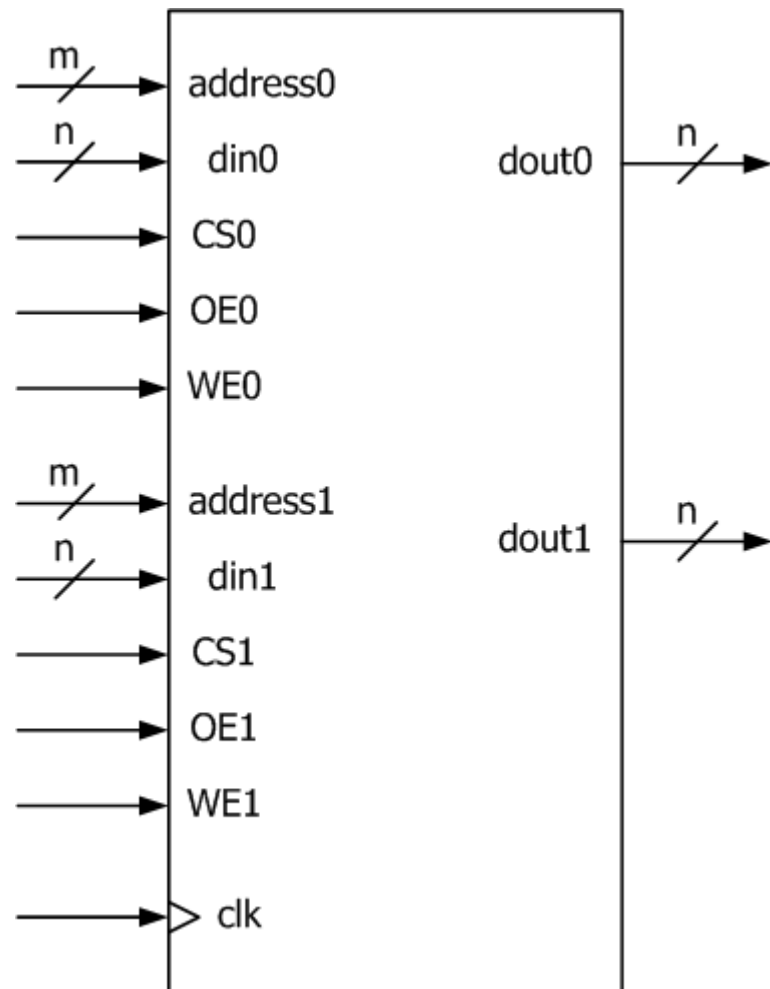 m
address0
n
din0
dout0
n
CS0
OE0
WE0
m
address1
n
din1
dout1
n
CS1
OE1
WE1
clk